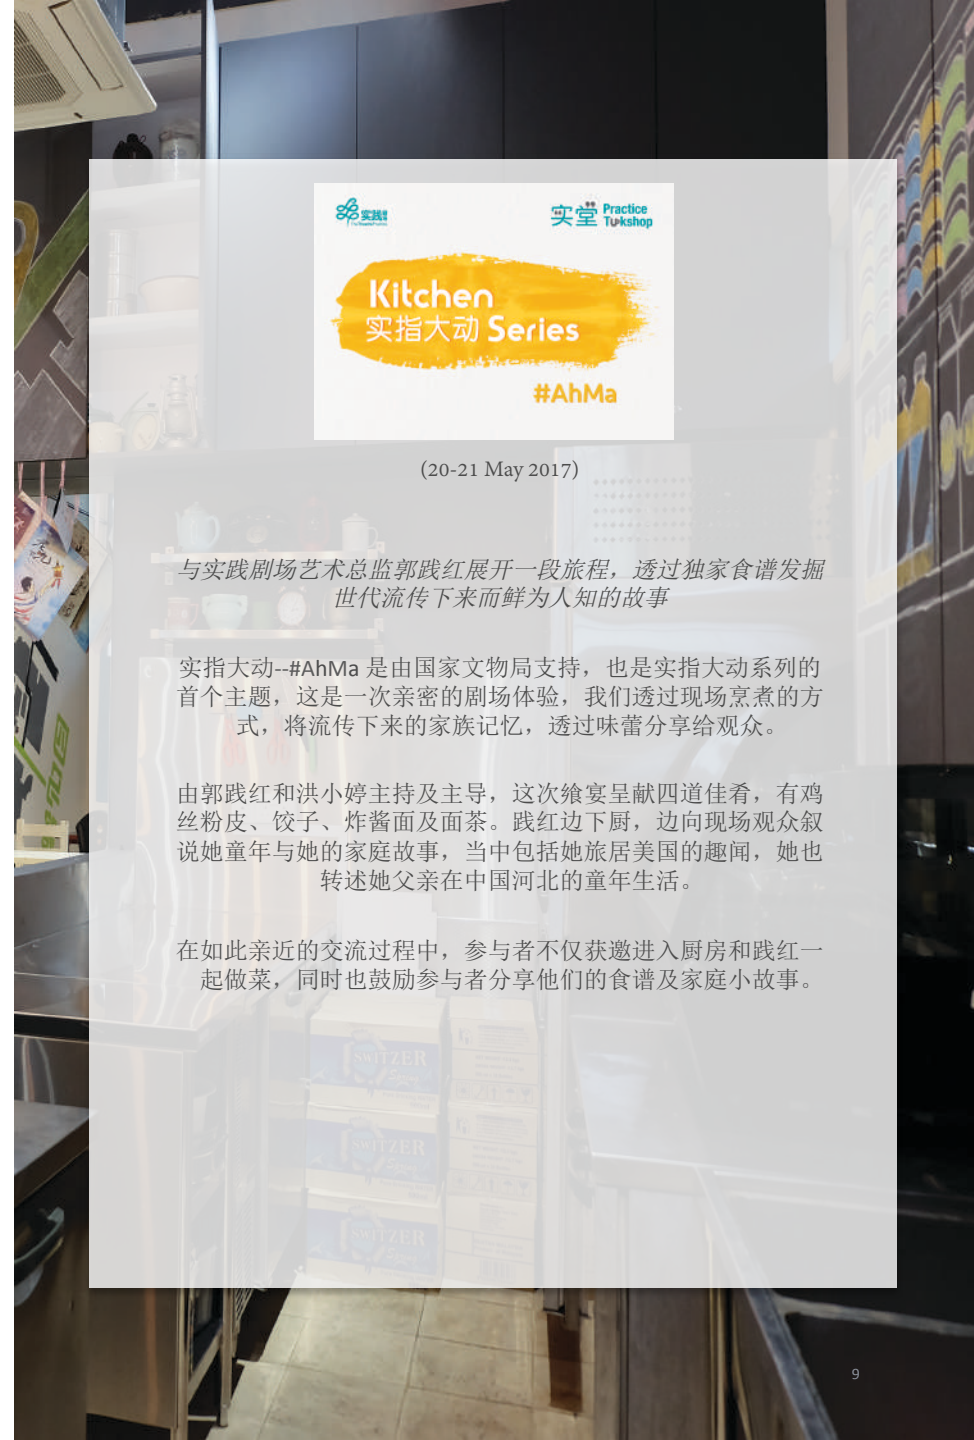 实践剧场
The Theatre Practice
实堂 Practice Tuckshop
Kitchen
实指大动 Series
#AhMa
(20-21 May 2017)
与实践剧场艺术总监郭践红展开一段旅程，透过独家食谱发掘
世代流传下来而鲜为人知的故事
实指大动--#AhMa 是由国家文物局支持，也是实指大动系列的
首个主题，这是一次亲密的剧场体验，我们透过现场烹煮的方
式，将流传下来的家族记忆，透过味蕾分享给观众。
由郭践红和洪小婷主持及主导，这次飨宴呈献四道佳肴，有鸡
丝粉皮、饺子、炸酱面及面茶。践红边下厨，边向现场观众叙
说她童年与她的家庭故事，当中包括她旅居美国的趣闻，她也
转述她父亲在中国河北的童年生活。
在如此亲近的交流过程中，参与者不仅获邀进入厨房和践红一
起做菜，同时也鼓励参与者分享他们的食谱及家庭小故事。
SWITZER
SWITZER
SWITZER
9